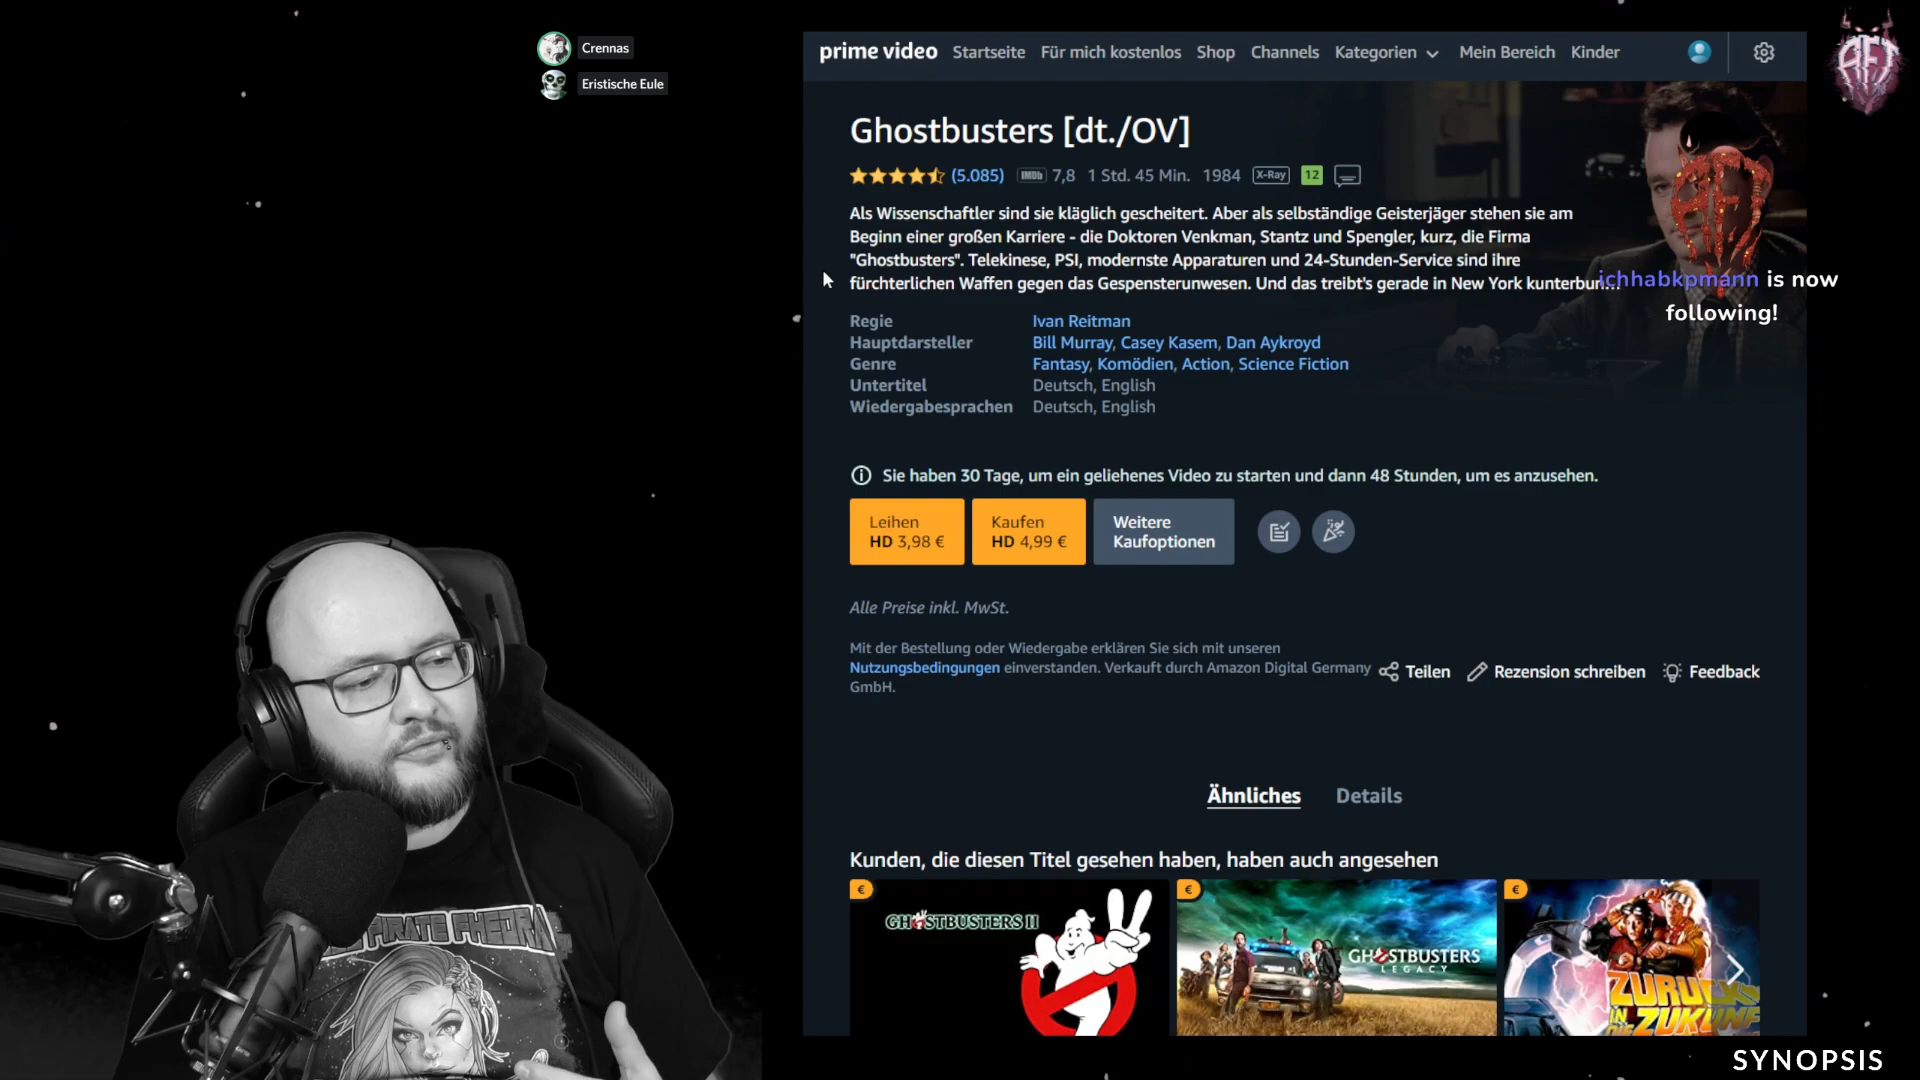 Crennas
Eristische Eule
prime video Startseite Für mich kostenlos Shop Channels Kategorien Mein Bereich Kinder
AFT
Ghostbusters [dt./OV]
(5.085) IMDb 7,8 1 Std. 45 Min. 1984 X-Ray 12
Als Wissenschaftler sind sie kläglich gescheitert. Aber als selbständige Geisterjäger stehen sie am
Beginn einer großen Karriere - die Doktoren Venkman, Stantz und Spengler, kurz, die Firma
"Ghostbusters". Telekinese, PSI, modernste Apparaturen und 24-Stunden-Service sind ihre
fürchterlichen Waffen gegen das Gespensterunwesen. Und das treibt's gerade in New York kunterbun...
AFT
ichhabkpmann is now
following!
Regie Ivan Reitman
Hauptdarsteller Bill Murray, Casey Kasem, Dan Aykroyd
Genre Fantasy, Komödien, Action, Science Fiction
Untertitel Deutsch, English
Wiedergabesprachen Deutsch, English
Sie haben 30 Tage, um ein geliehenes Video zu starten und dann 48 Stunden, um es anzusehen.
Leihen
HD 3,98 €
Kaufen
HD 4,99 €
Weitere
Kaufoptionen
Alle Preise inkl. MwSt.
Mit der Bestellung oder Wiedergabe erklären Sie sich mit unseren
Nutzungsbedingungen einverstanden. Verkauft durch Amazon Digital Germany
GmbH.
Teilen Rezension schreiben Feedback
Ähnliches Details
Kunden, die diesen Titel gesehen haben, haben auch angesehen
€
GHOSTBUSTERS II
€
GHOSTBUSTERS
LEGACY
€
ZURÜCK
IN DIE ZUKUNFT
PIRATE PHEDRA
SYNOPSIS